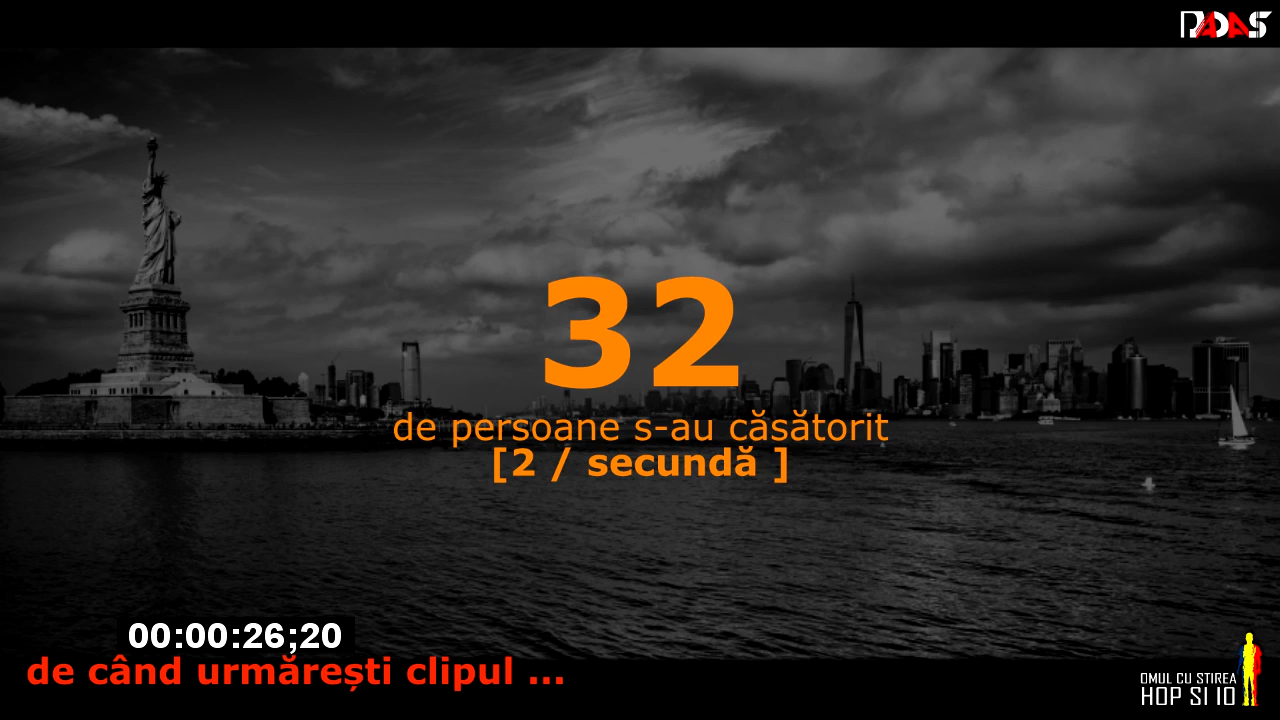 PADAS
32
de persoane s-au căsătorit
[2 / secundă ]
00:00:26;20
de când urmărești clipul ...
OMUL CU STIREA
HOP SI IO